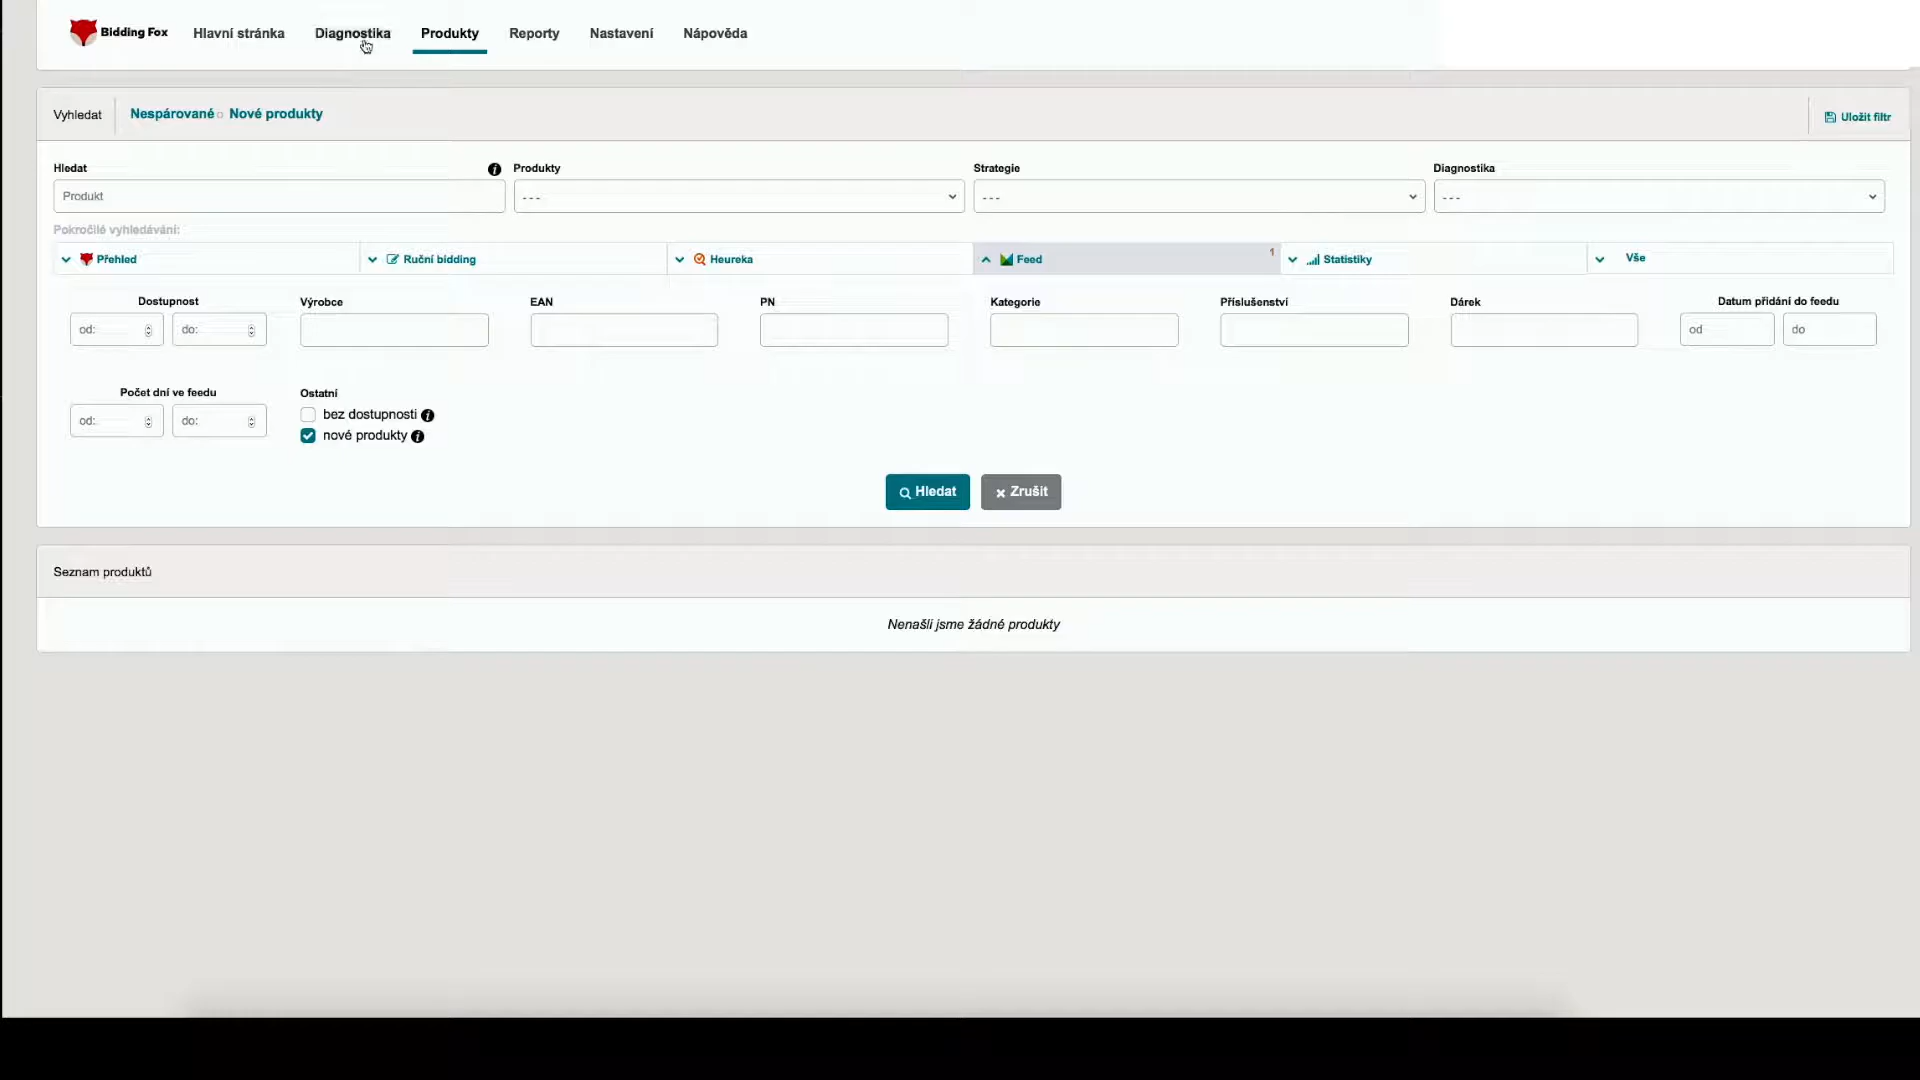 Bidding Fox Hlavní stránka Diagnostika Produkty Reporty Nastavení Nápověda
Vyhledat Nespárované Nové produkty Uložit filtr
Hledat Produkty Strategie Diagnostika
Produkt --- --- ---
Pokročilé vyhledávání:
Přehled Ruční bidding Heureka Feed 1 Statistiky Vše
Dostupnost Výrobce EAN PN Kategorie Příslušenství Dárek Datum přidání do feedu
od: do: od do
Počet dní ve feedu Ostatní
od: do: bez dostupnosti
nové produkty
Hledat Zrušit
Seznam produktů
Nenašli jsme žádné produkty